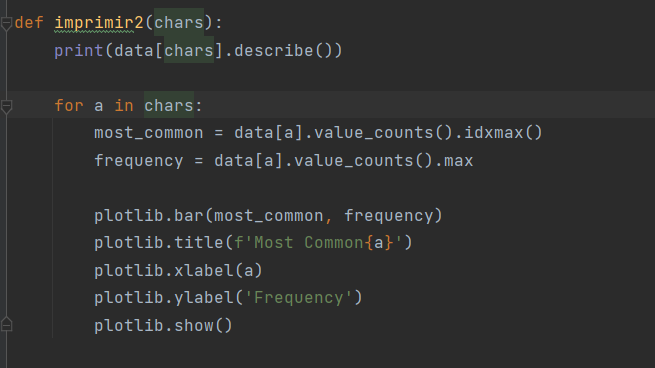 def imprimir2(chars):
    print(data[chars].describe())
    for a in chars:
        most_common = data[a].value_counts().idxmax()
        frequency = data[a].value_counts().max
        plotlib.bar(most_common, frequency)
        plotlib.title(f'Most Common{a}')
        plotlib.xlabel(a)
        plotlib.ylabel('Frequency')
        plotlib.show()